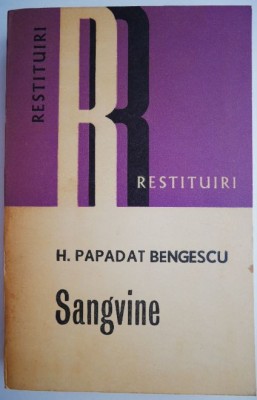 RESTITUIRI
R
RESTITUIRI
H. PAPADAT BENGESCU
Sangvine